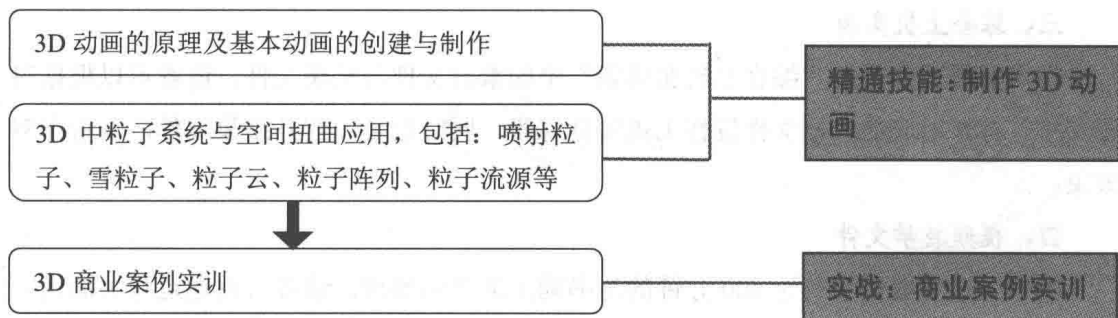 3D 动画的原理及基本动画的创建与制作
精通技能:制作 3D 动
画
3D 中粒子系统与空间扭曲应用，包括：喷射粒
子、雪粒子、粒子云、粒子阵列、粒子流源等
3D 商业案例实训
实战：商业案例实训